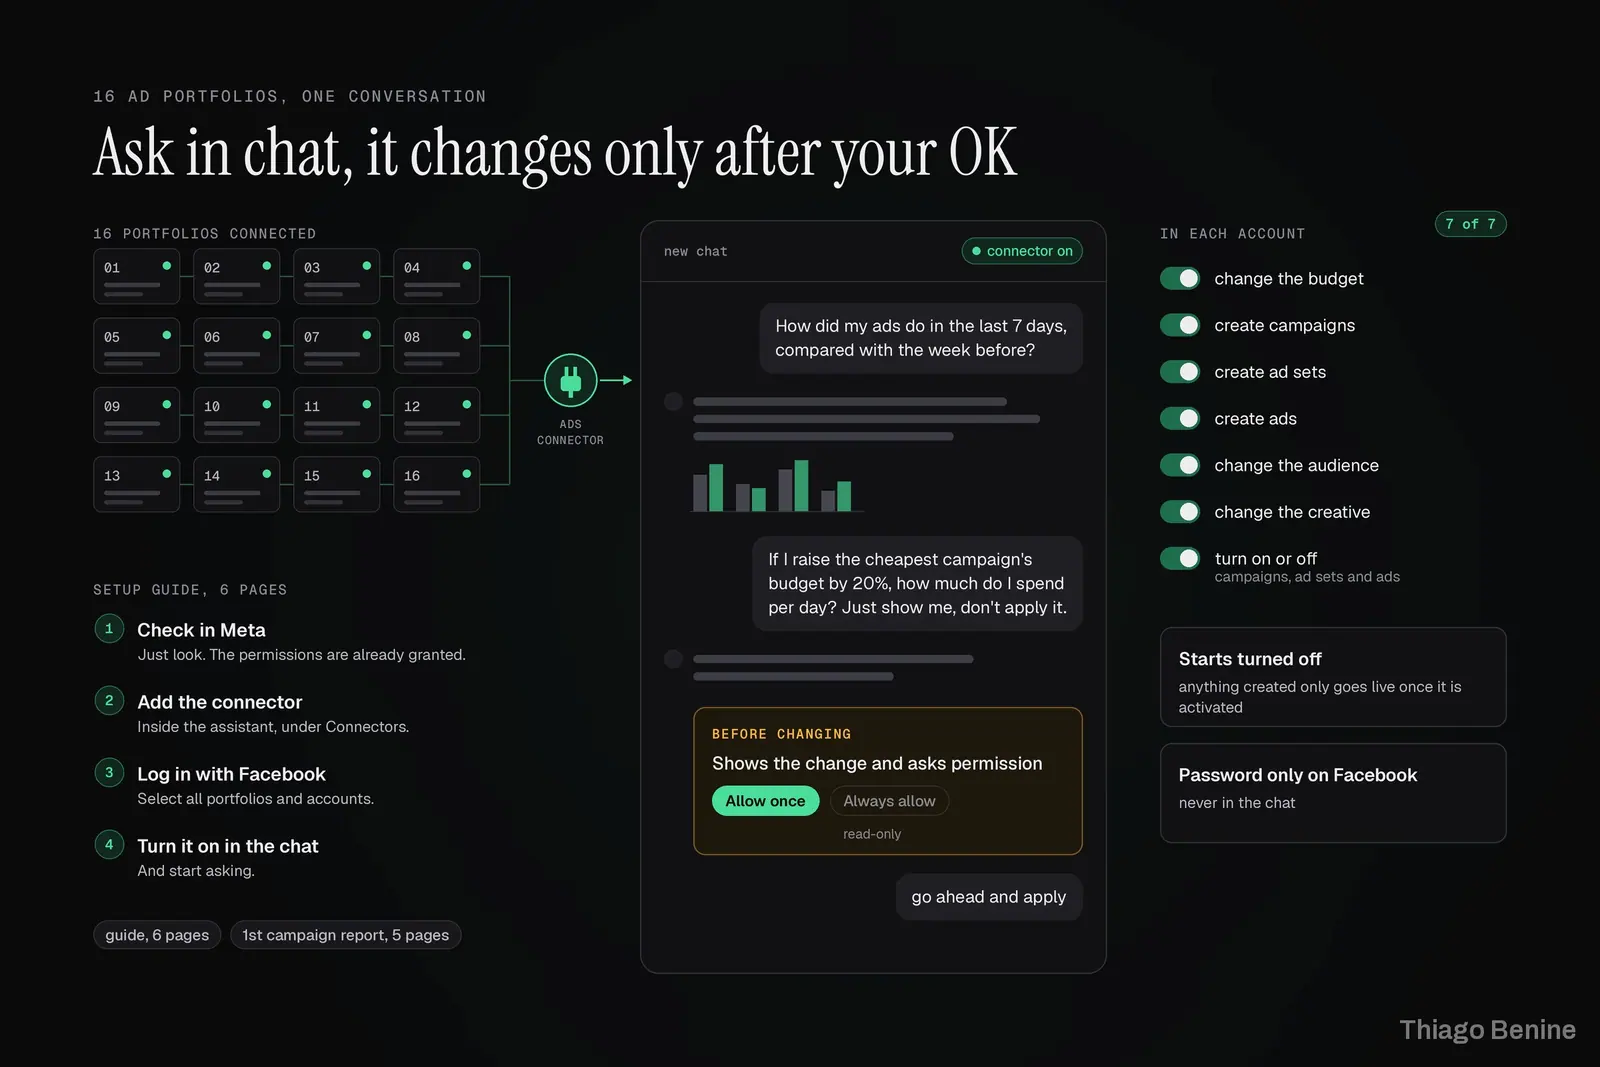 16 AD PORTFOLIOS, ONE CONVERSATION
Ask in chat, it changes only after your OK
16 PORTFOLIOS CONNECTED
01
02
03
04
05
06
07
08
09
10
11
12
13
14
15
16
ADS
CONNECTOR
SETUP GUIDE, 6 PAGES
1
Check in Meta
Just look. The permissions are already granted.
2
Add the connector
Inside the assistant, under Connectors.
3
Log in with Facebook
Select all portfolios and accounts.
4
Turn it on in the chat
And start asking.
guide, 6 pages
1st campaign report, 5 pages
new chat
connector on
How did my ads do in the last 7 days,
compared with the week before?
If I raise the cheapest campaign's
budget by 20%, how much do I spend
per day? Just show me, don't apply it.
BEFORE CHANGING
Shows the change and asks permission
Allow once
Always allow
read-only
go ahead and apply
IN EACH ACCOUNT
7 of 7
change the budget
create campaigns
create ad sets
create ads
change the audience
change the creative
turn on or off
campaigns, ad sets and ads
Starts turned off
anything created only goes live once it is
activated
Password only on Facebook
never in the chat
Thiago Benine